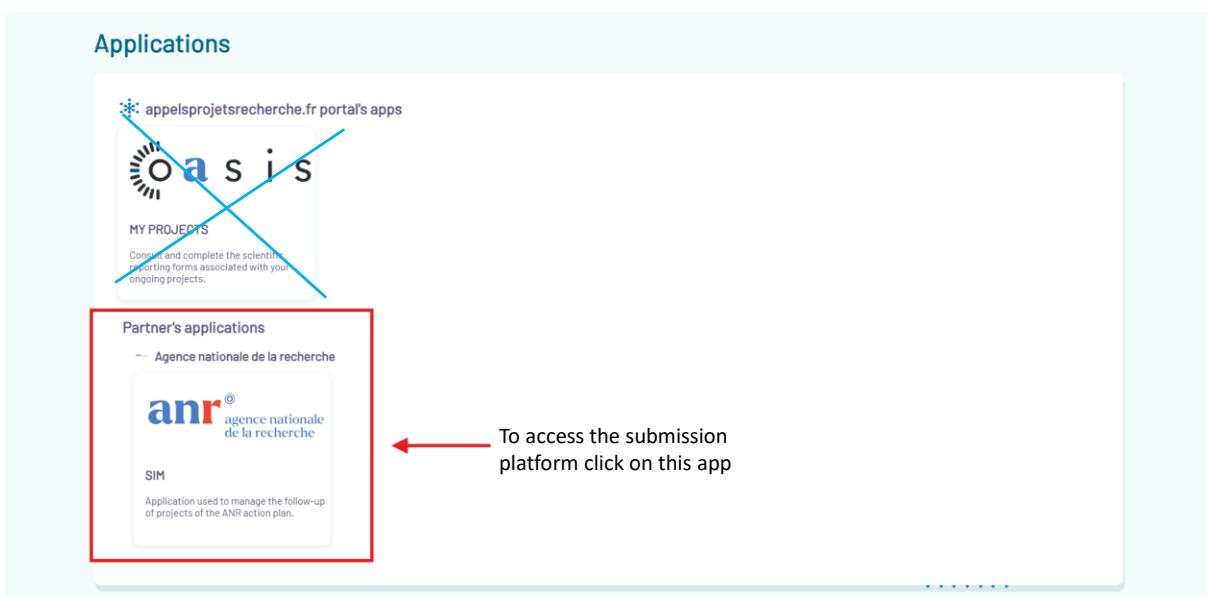 Applications
appelsprojetsrecherche.fr portal's apps
oasis
MY PROJECTS
Consult and complete the scientific
reporting forms associated with your
ongoing projects.
Partner's applications
Agence nationale de la recherche
anr
agence nationale
de la recherche
SIM
Application used to manage the follow-up
of projects of the ANR action plan.
To access the submission
platform click on this app